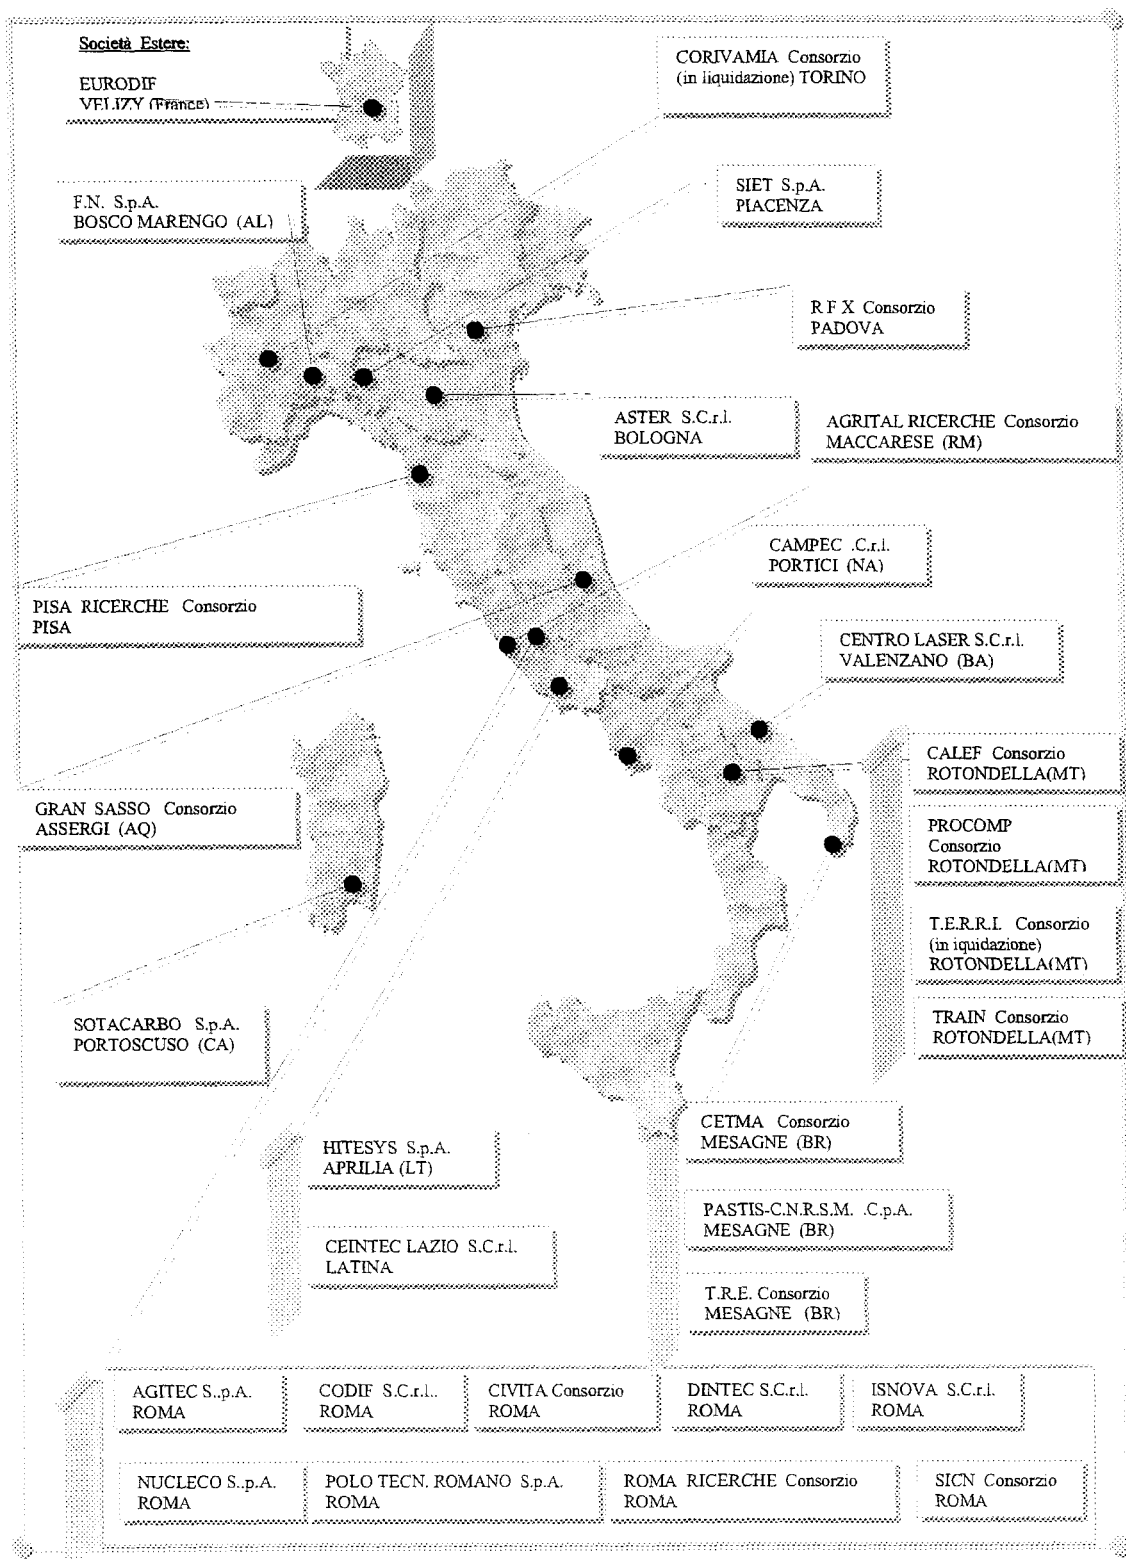 Società Estere:
EURODIF
VELIZY (France)
CORIVAMIA Consorzio
(in liquidazione) TORINO
F.N. S.p.A.
BOSCO MARENGO (AL)
SIET S.p.A.
PIACENZA
R F X Consorzio
PADOVA
ASTER S.C.r.l.
BOLOGNA
AGRITAL RICERCHE Consorzio
MACCARESE (RM)
CAMPEC .C.r.l.
PORTICI (NA)
PISA RICERCHE Consorzio
PISA
CENTRO LASER S.C.r.l.
VALENZANO (BA)
CALEF Consorzio
ROTONDELLA(MT)
GRAN SASSO Consorzio
ASSERGI (AQ)
PROCOMP
Consorzio
ROTONDELLA(MT)
T.E.R.R.I. Consorzio
(in iquidazione)
ROTONDELLA(MT)
TRAIN Consorzio
ROTONDELLA(MT)
SOTACARBO S.p.A.
PORTOSCUSO (CA)
CETMA Consorzio
MESAGNE (BR)
HITESYS S.p.A.
APRILIA (LT)
PASTIS-C.N.R.S.M. .C.p.A.
MESAGNE (BR)
CEINTEC LAZIO S.C.r.l.
LATINA
T.R.E. Consorzio
MESAGNE (BR)
AGITEC S..p.A.
ROMA
CODIF S.C.r.l..
ROMA
CIVITA Consorzio
ROMA
DINTEC S.C.r.l.
ROMA
ISNOVA S.C.r.l.
ROMA
NUCLECO S..p.A.
ROMA
POLO TECN. ROMANO S.p.A.
ROMA
ROMA RICERCHE Consorzio
ROMA
SICN Consorzio
ROMA